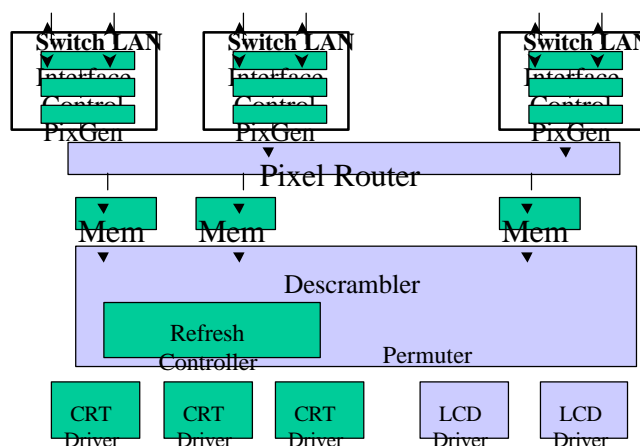 Switch LAN Switch LAN Switch LAN
Interface Interface Interface
Control Control Control
PixGen PixGen PixGen
Pixel Router
Mem Mem Mem
Descrambler
Refresh
Controller
Permuter
CRT CRT CRT LCD LCD
Driver Driver Driver Driver Driver